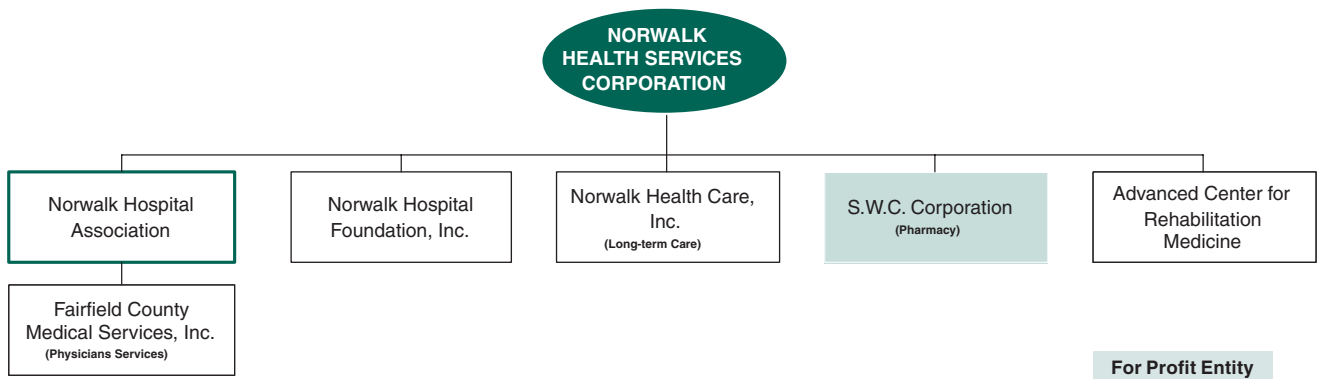 NORWALK
HEALTH SERVICES
CORPORATION
Norwalk Hospital
Association
Norwalk Hospital
Foundation, Inc.
Norwalk Health Care,
Inc.
(Long-term Care)
S.W.C. Corporation
(Pharmacy)
Advanced Center for
Rehabilitation
Medicine
Fairfield County
Medical Services, Inc.
(Physicians Services)
For Profit Entity